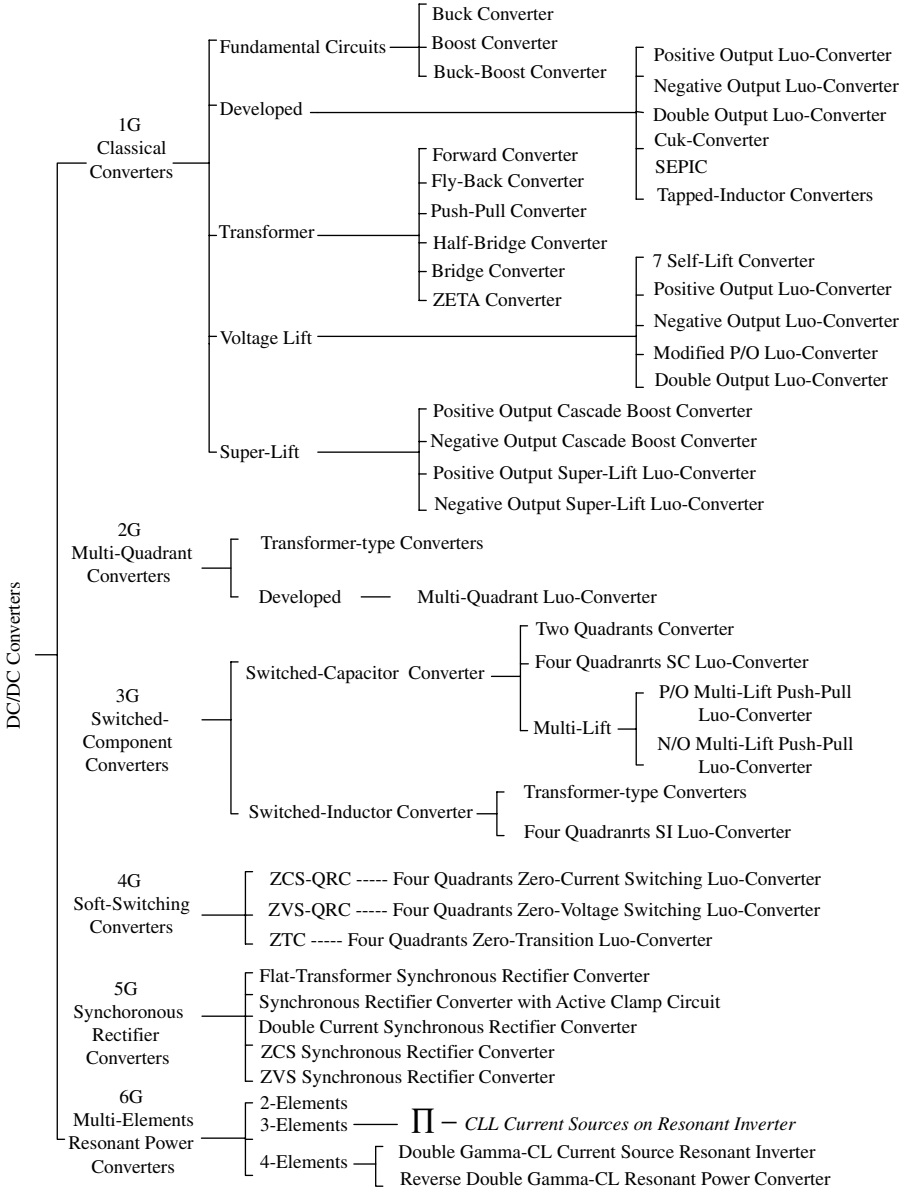 DC/DC Converters
1G
Classical
Converters
Fundamental Circuits
Buck Converter
Boost Converter
Buck-Boost Converter
Developed
Positive Output Luo-Converter
Negative Output Luo-Converter
Double Output Luo-Converter
Cuk-Converter
SEPIC
Tapped-Inductor Converters
Transformer
Forward Converter
Fly-Back Converter
Push-Pull Converter
Half-Bridge Converter
Bridge Converter
ZETA Converter
Voltage Lift
7 Self-Lift Converter
Positive Output Luo-Converter
Negative Output Luo-Converter
Modified P/O Luo-Converter
Double Output Luo-Converter
Super-Lift
Positive Output Cascade Boost Converter
Negative Output Cascade Boost Converter
Positive Output Super-Lift Luo-Converter
Negative Output Super-Lift Luo-Converter
2G
Multi-Quadrant
Converters
Transformer-type Converters
Developed
Multi-Quadrant Luo-Converter
3G
Switched-
Component
Converters
Switched-Capacitor Converter
Two Quadrants Converter
Four Quadranrts SC Luo-Converter
Multi-Lift
P/O Multi-Lift Push-Pull
Luo-Converter
N/O Multi-Lift Push-Pull
Luo-Converter
Switched-Inductor Converter
Transformer-type Converters
Four Quadranrts SI Luo-Converter
4G
Soft-Switching
Converters
ZCS-QRC ----- Four Quadrants Zero-Current Switching Luo-Converter
ZVS-QRC ----- Four Quadrants Zero-Voltage Switching Luo-Converter
ZTC ----- Four Quadrants Zero-Transition Luo-Converter
5G
Synchoronous
Rectifier
Converters
Flat-Transformer Synchronous Rectifier Converter
Synchronous Rectifier Converter with Active Clamp Circuit
Double Current Synchronous Rectifier Converter
ZCS Synchronous Rectifier Converter
ZVS Synchronous Rectifier Converter
6G
Multi-Elements
Resonant Power
Converters
2-Elements
3-Elements
∏ – CLL Current Sources on Resonant Inverter
4-Elements
Double Gamma-CL Current Source Resonant Inverter
Reverse Double Gamma-CL Resonant Power Converter